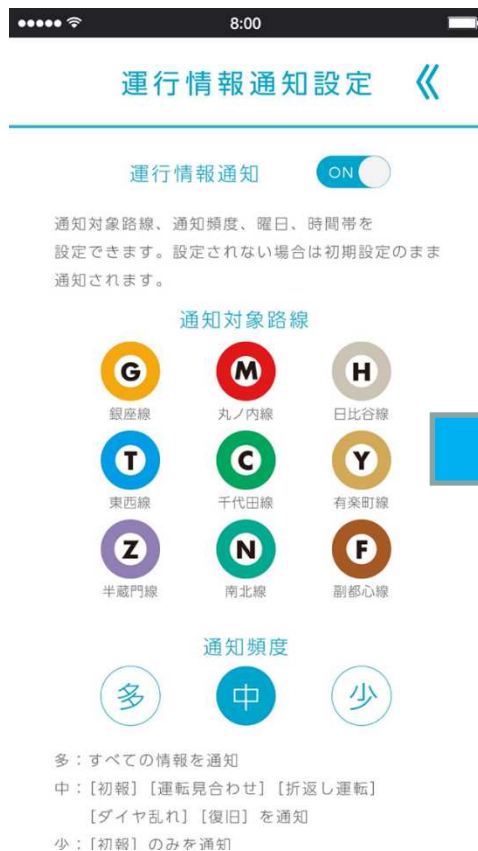 8:00
運行情報通知設定
運行情報通知 ON
通知対象路線、通知頻度、曜日、時間帯を
設定できます。設定されない場合は初期設定のまま
通知されます。
通知対象路線
G M H
銀座線 丸ノ内線 日比谷線
T C Y
東西線 千代田線 有楽町線
Z N F
半蔵門線 南北線 副都心線
通知頻度
多 中 少
多：すべての情報を通知
中：[初報] [運転見合わせ] [折返し運転]
[ダイヤ乱れ] [復旧] を通知
少：[初報] のみを通知